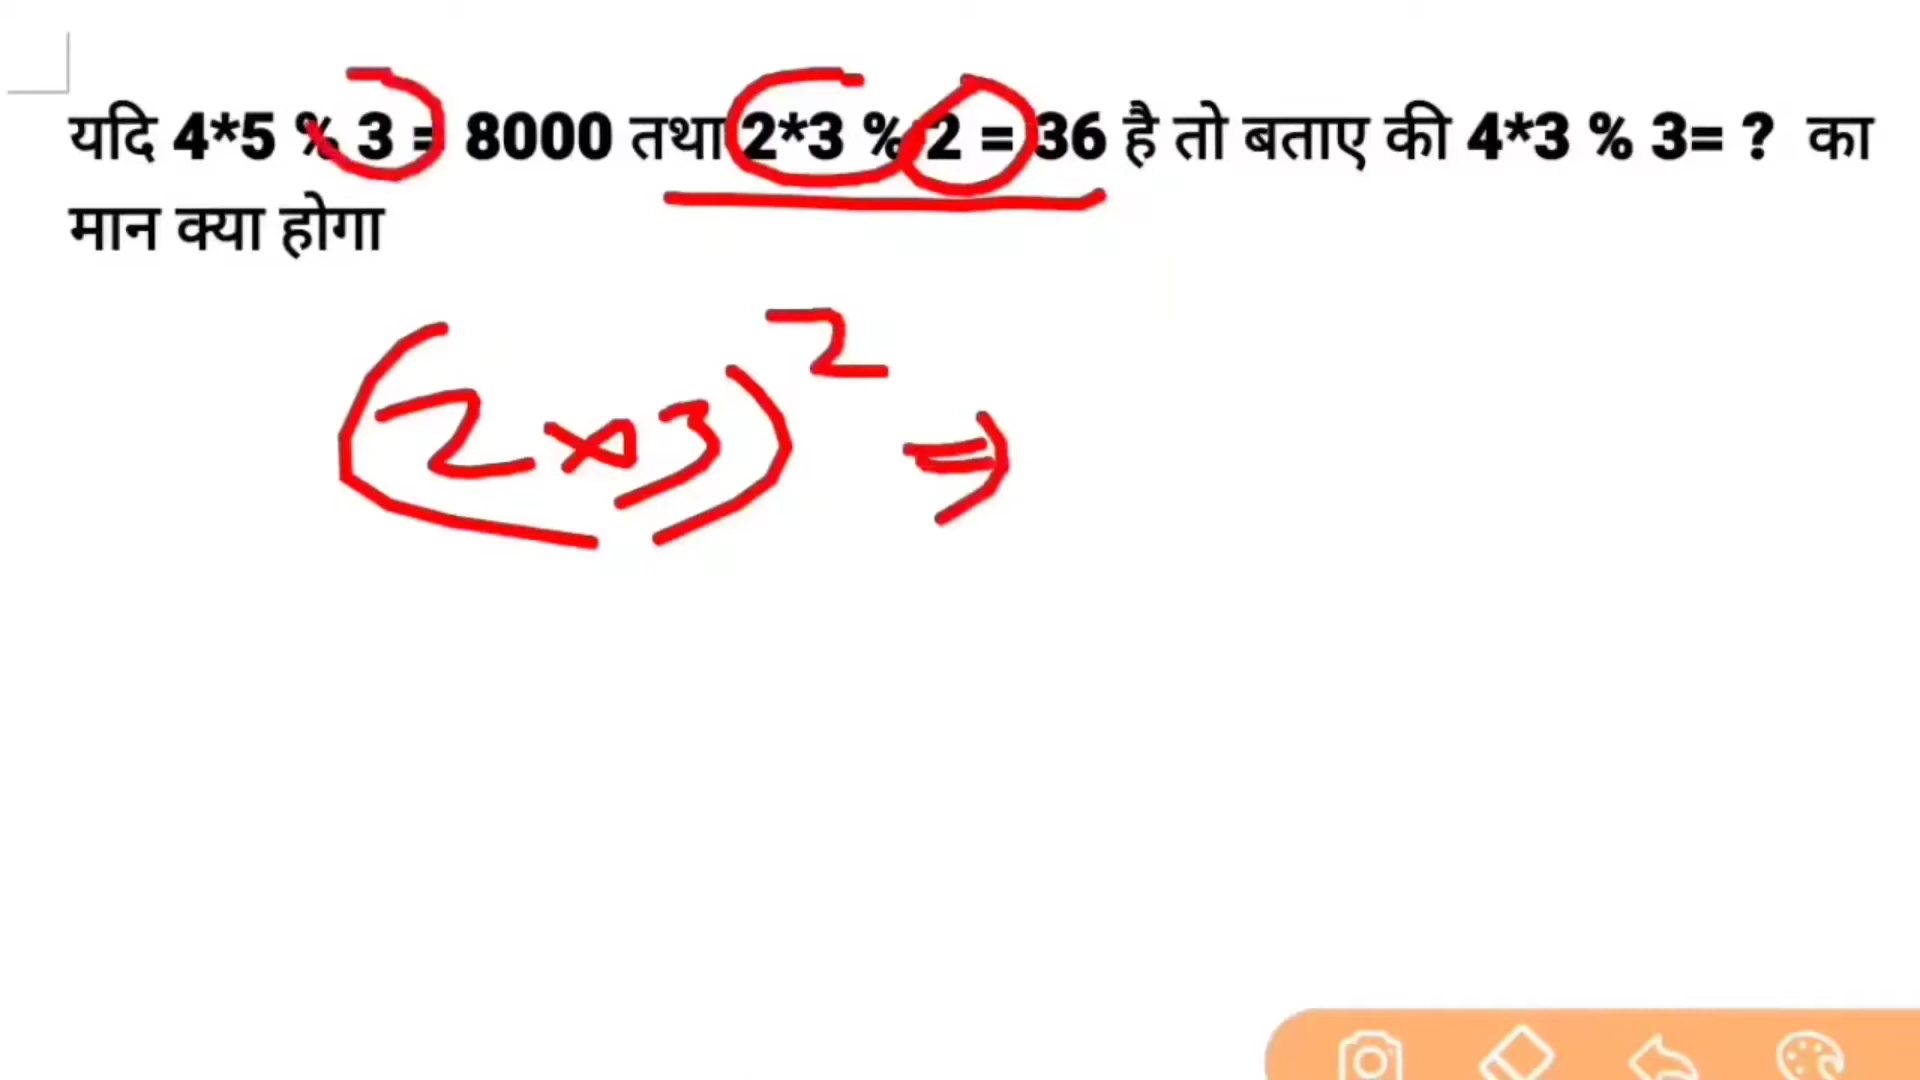 यदि 4*5 % 3 = 8000 तथा 2*3 % 2 = 36 है तो बताए की 4*3 % 3= ? का
मान क्या होगा
(2×3)² ⇒